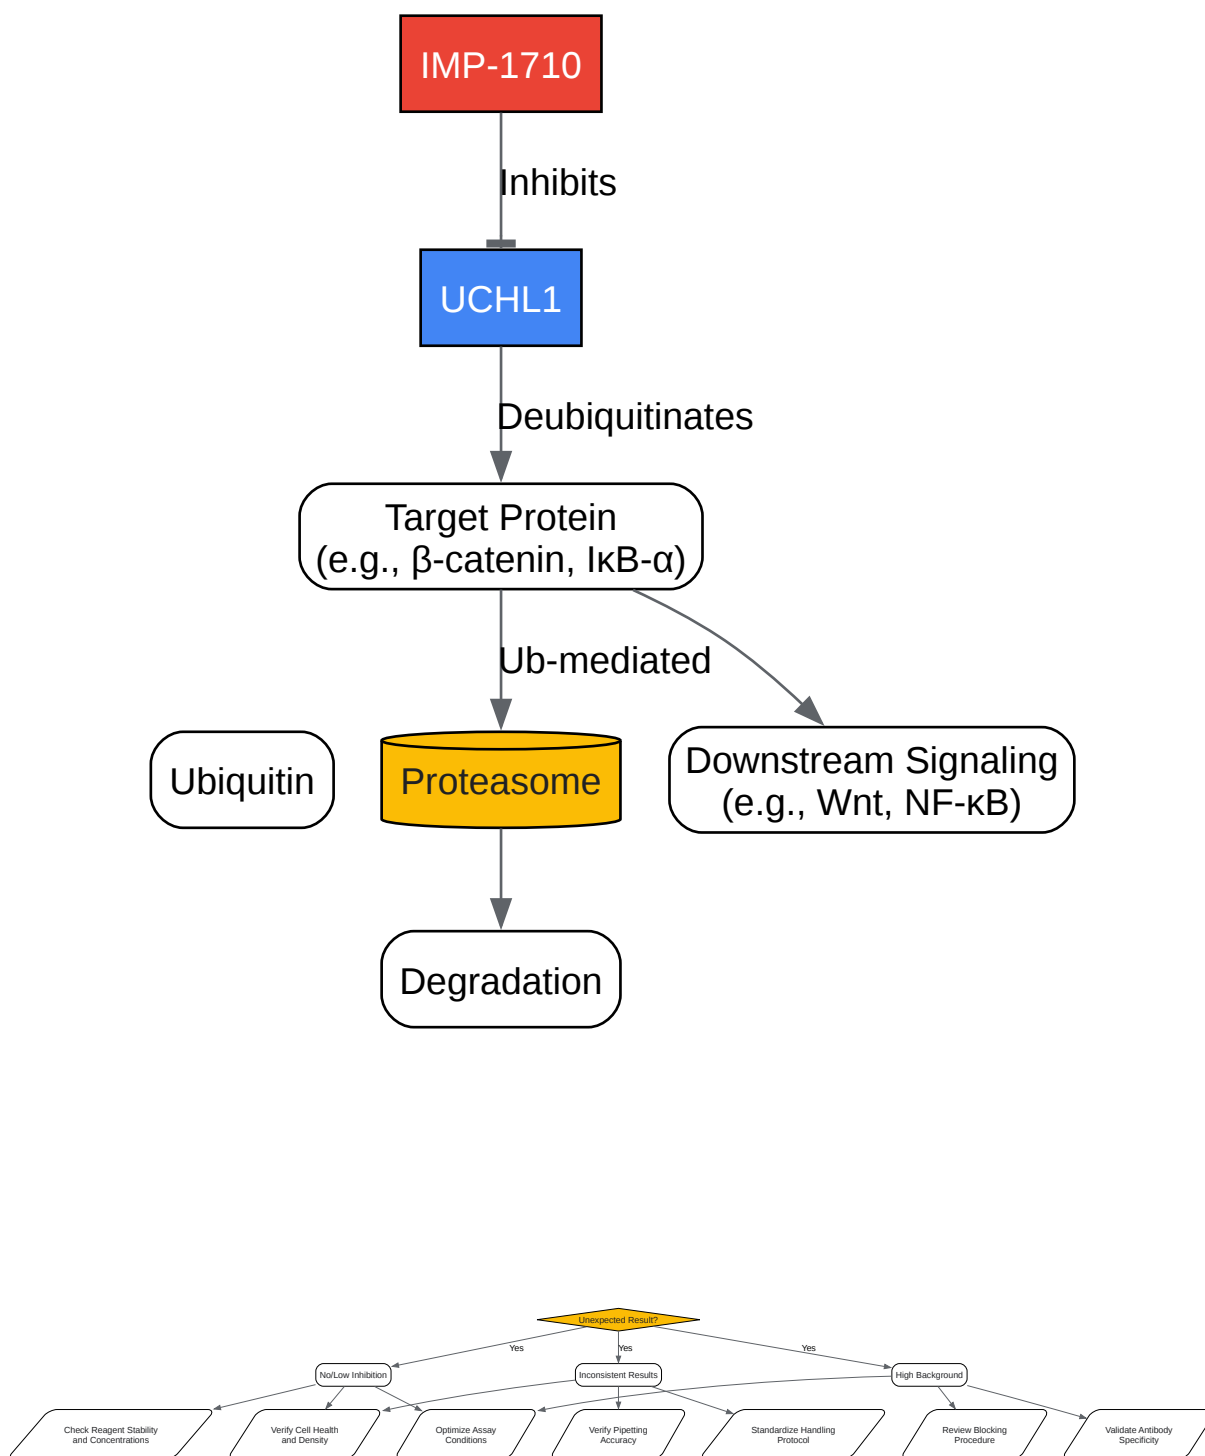 IMP-1710
Inhibits
UCHL1
Deubiquitinates
Target Protein
(e.g., β-catenin, IκB-α)
Ub-mediated
Ubiquitin
Proteasome
Downstream Signaling
(e.g., Wnt, NF-κB)
Degradation
Unexpected Result?
Yes
Yes
Yes
No/Low Inhibition
Inconsistent Results
High Background
Check Reagent Stability
and Concentrations
Verify Cell Health
and Density
Optimize Assay
Conditions
Verify Pipetting
Accuracy
Standardize Handling
Protocol
Review Blocking
Procedure
Validate Antibody
Specificity